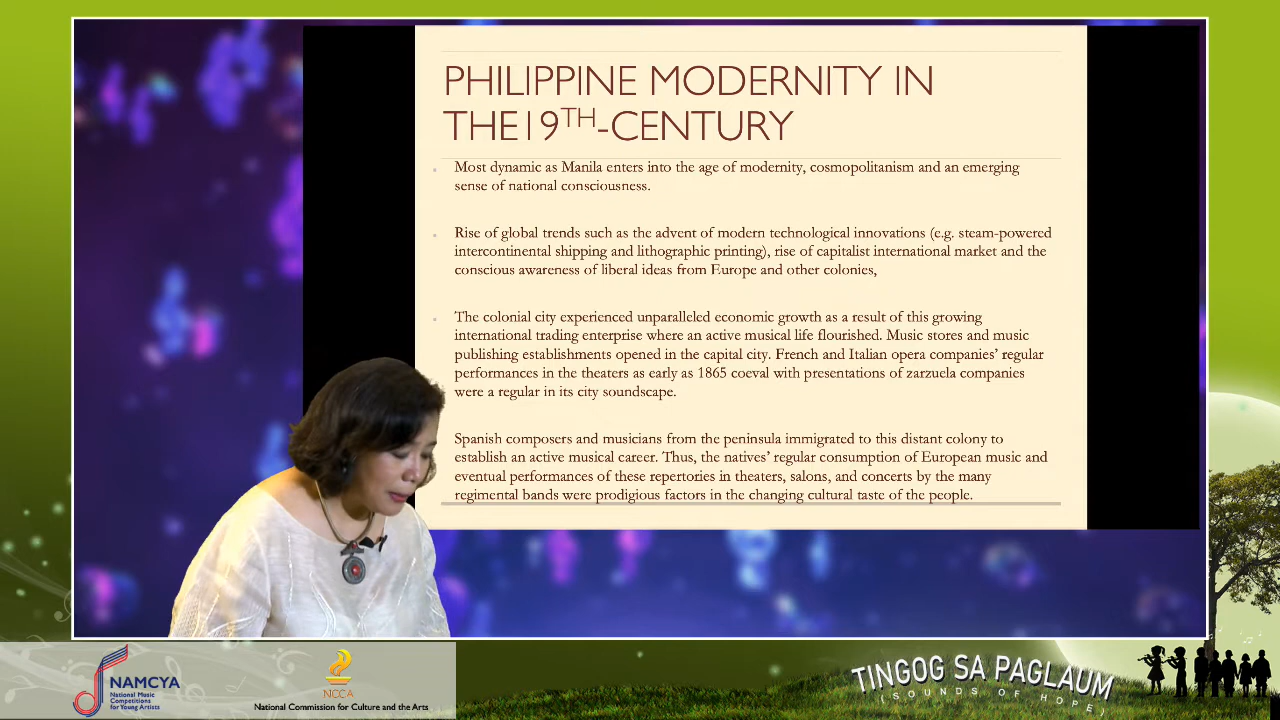 PHILIPPINE MODERNITY IN
THE19TH-CENTURY
Most dynamic as Manila enters into the age of modernity, cosmopolitanism and an emerging
sense of national consciousness.
Rise of global trends such as the advent of modern technological innovations (e.g. steam-powered
intercontinental shipping and lithographic printing), rise of capitalist international market and the
conscious awareness of liberal ideas from Europe and other colonies,
The colonial city experienced unparalleled economic growth as a result of this growing
international trading enterprise where an active musical life flourished. Music stores and music
publishing establishments opened in the capital city. French and Italian opera companies’ regular
performances in the theaters as early as 1865 coeval with presentations of zarzuela companies
were a regular in its city soundscape.
Spanish composers and musicians from the peninsula immigrated to this distant colony to
establish an active musical career. Thus, the natives’ regular consumption of European music and
eventual performances of these repertories in theaters, salons, and concerts by the many
regimental bands were prodigious factors in the changing cultural taste of the people.
NAMCYA
National Music
Competitions
for Young Artists
NCCA
National Commission for Culture and the Arts
TINGOG SA PAGLAUM
(SOUNDS OF HOPE)